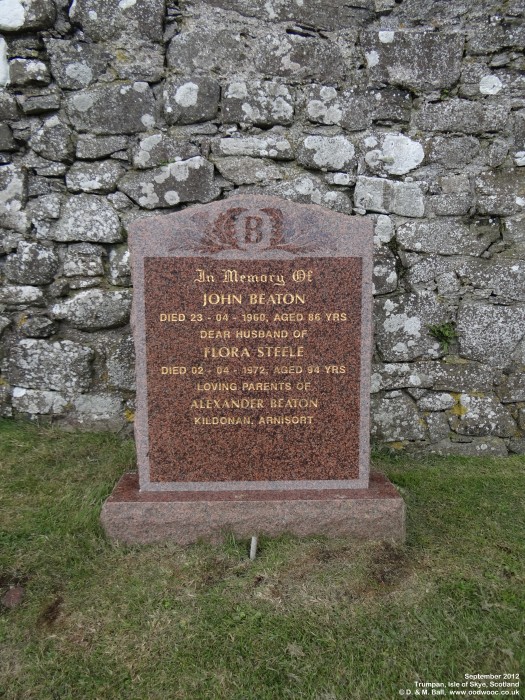 B
In Memory Of
JOHN BEATON
DIED 23 - 04 - 1960, AGED 86 YRS
DEAR HUSBAND OF
FLORA STEELE
DIED 02 - 04 - 1972, AGED 94 YRS
LOVING PARENTS OF
ALEXANDER BEATON
KILDONAN, ARNISORT
September 2012
Trumpan, Isle of Skye, Scotland
© D. & M. Ball, www.oodwooc.co.uk